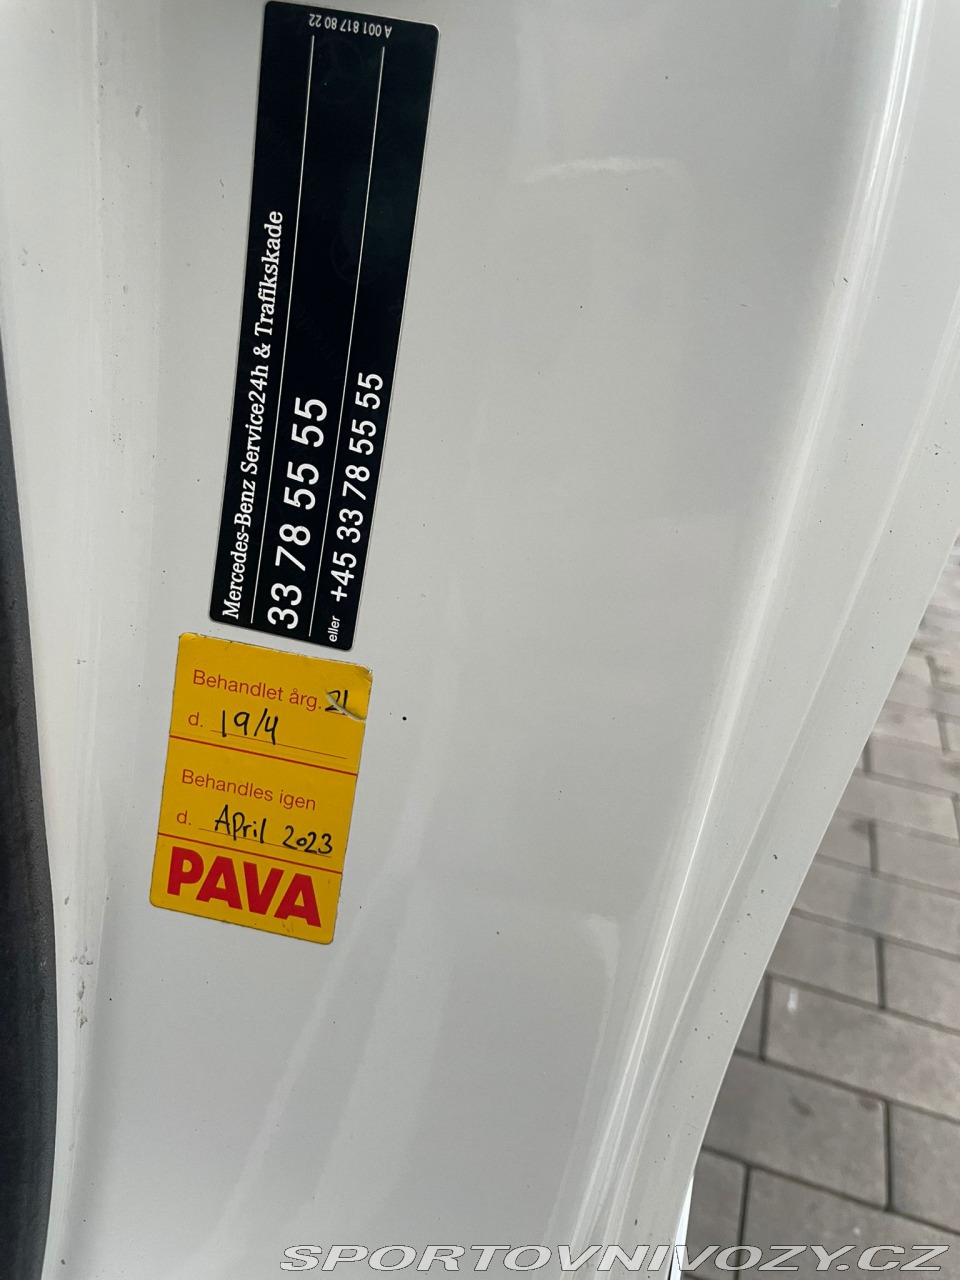 A 001 817 80 22
Mercedes-Benz Service24h & Trafikskade
33 78 55 55
eller +45 33 78 55 55
Behandlet årg. 21
d. 19/4
Behandles igen
d. April 2023
PAVA
SPORTOVNIVOZY.CZ